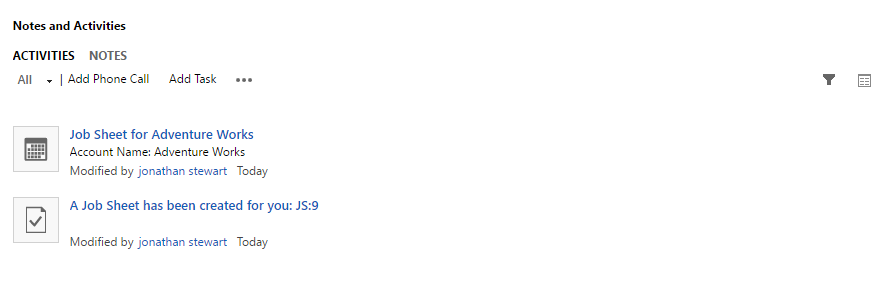 Notes and Activities
ACTIVITIES NOTES
All | Add Phone Call Add Task •••
Job Sheet for Adventure Works
Account Name: Adventure Works
Modified by jonathan stewart Today
A Job Sheet has been created for you: JS:9
Modified by jonathan stewart Today